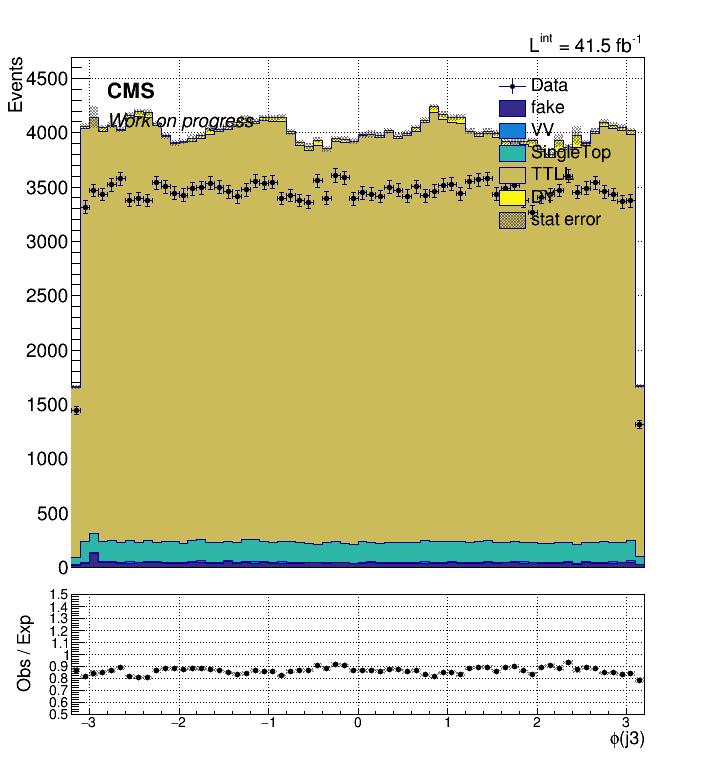 L^int = 41.5 fb^-1
Events
CMS
Work on progress
Data
fake
VV
SingleTop
TTLL
DY
stat error
4500
4000
3500
3000
2500
2000
1500
1000
500
0
Obs / Exp
1.5
1.4
1.3
1.2
1.1
1
0.9
0.8
0.7
0.6
0.5
−3 −2 −1 0 1 2 3
ϕ(j3)